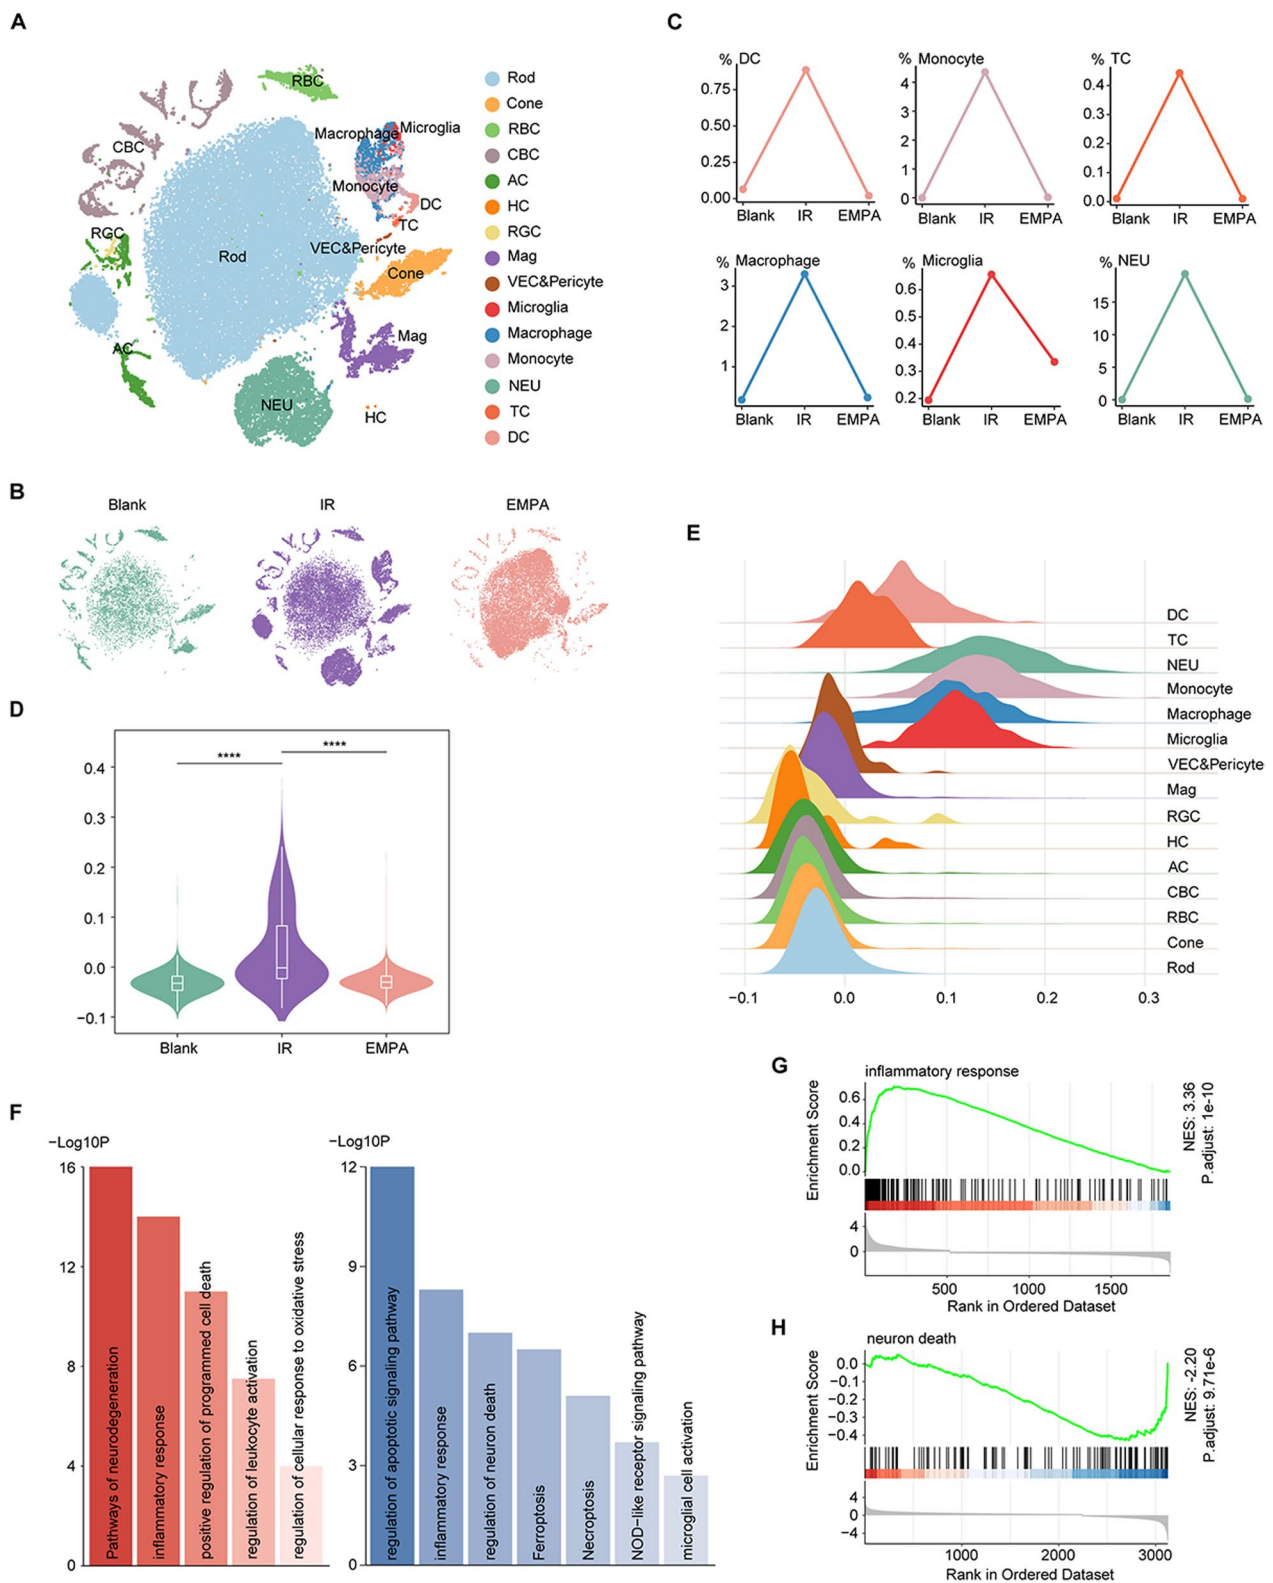 A
RBC
Macrophage
Microglia
CBC
Monocyte
DC
TC
RGC
VEC&Pericyte
Rod
Cone
Mag
AC
NEU
HC
Rod
Cone
RBC
CBC
AC
HC
RGC
Mag
VEC&Pericyte
Microglia
Macrophage
Monocyte
NEU
TC
DC
B
Blank
IR
EMPA
C
% DC
0.75
0.50
0.25
0.00
Blank IR EMPA
% Monocyte
4
3
2
1
0
Blank IR EMPA
% TC
0.4
0.3
0.2
0.1
0.0
Blank IR EMPA
% Macrophage
3
2
1
Blank IR EMPA
% Microglia
0.6
0.5
0.4
0.3
0.2
Blank IR EMPA
% NEU
15
10
5
0
Blank IR EMPA
D
****
****
0.4
0.3
0.2
0.1
0.0
−0.1
Blank IR EMPA
E
DC
TC
NEU
Monocyte
Macrophage
Microglia
VEC&Pericyte
Mag
RGC
HC
AC
CBC
RBC
Cone
Rod
−0.1 0.0 0.1 0.2 0.3
F
−Log10P
16
12
8
4
0
Pathways of neurodegeneration
inflammatory response
positive regulation of programmed cell death
regulation of leukocyte activation
regulation of cellular response to oxidative stress
−Log10P
12
9
6
3
0
regulation of apoptotic signaling pathway
inflammatory response
regulation of neuron death
Ferroptosis
Necroptosis
NOD−like receptor signaling pathway
microglial cell activation
G
inflammatory response
Enrichment Score
0.6
0.4
0.2
0.0
4
0
500 1000 1500
Rank in Ordered Dataset
NES: 3.36
P.adjust: 1e-10
H
neuron death
Enrichment Score
0.0
−0.1
−0.2
−0.3
−0.4
4
0
−4
1000 2000 3000
Rank in Ordered Dataset
NES: -2.20
P.adjust: 9.71e-6